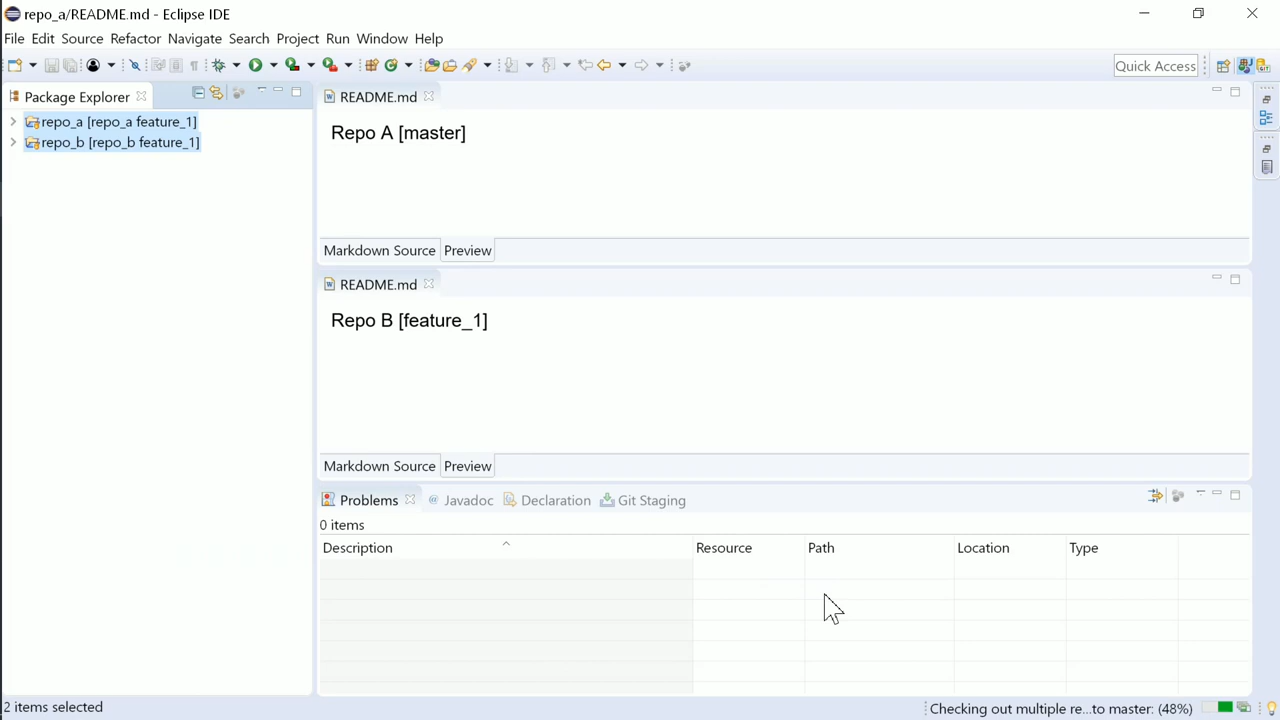 repo_a/README.md - Eclipse IDE
File Edit Source Refactor Navigate Search Project Run Window Help
Quick Access
Package Explorer
repo_a [repo_a feature_1]
repo_b [repo_b feature_1]
README.md
Repo A [master]
Markdown Source Preview
README.md
Repo B [feature_1]
Markdown Source Preview
Problems @ Javadoc Declaration Git Staging
0 items
Description Resource Path Location Type
2 items selected
Checking out multiple re...to master: (48%)